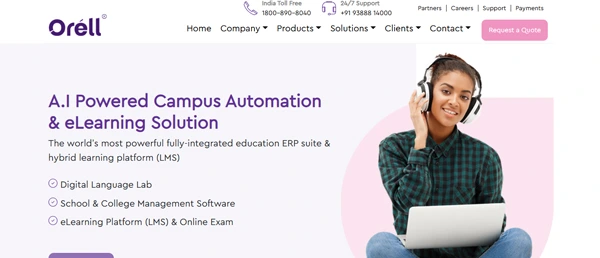 India Toll Free
1800-890-8040
24/7 Support
+91 93888 14000
Partners | Careers | Support | Payments
Oréll®
Home Company Products Solutions Clients Contact
Request a Quote
A.I Powered Campus Automation
& eLearning Solution
The world's most powerful fully-integrated education ERP suite &
hybrid learning platform (LMS)
Digital Language Lab
School & College Management Software
eLearning Platform (LMS) & Online Exam